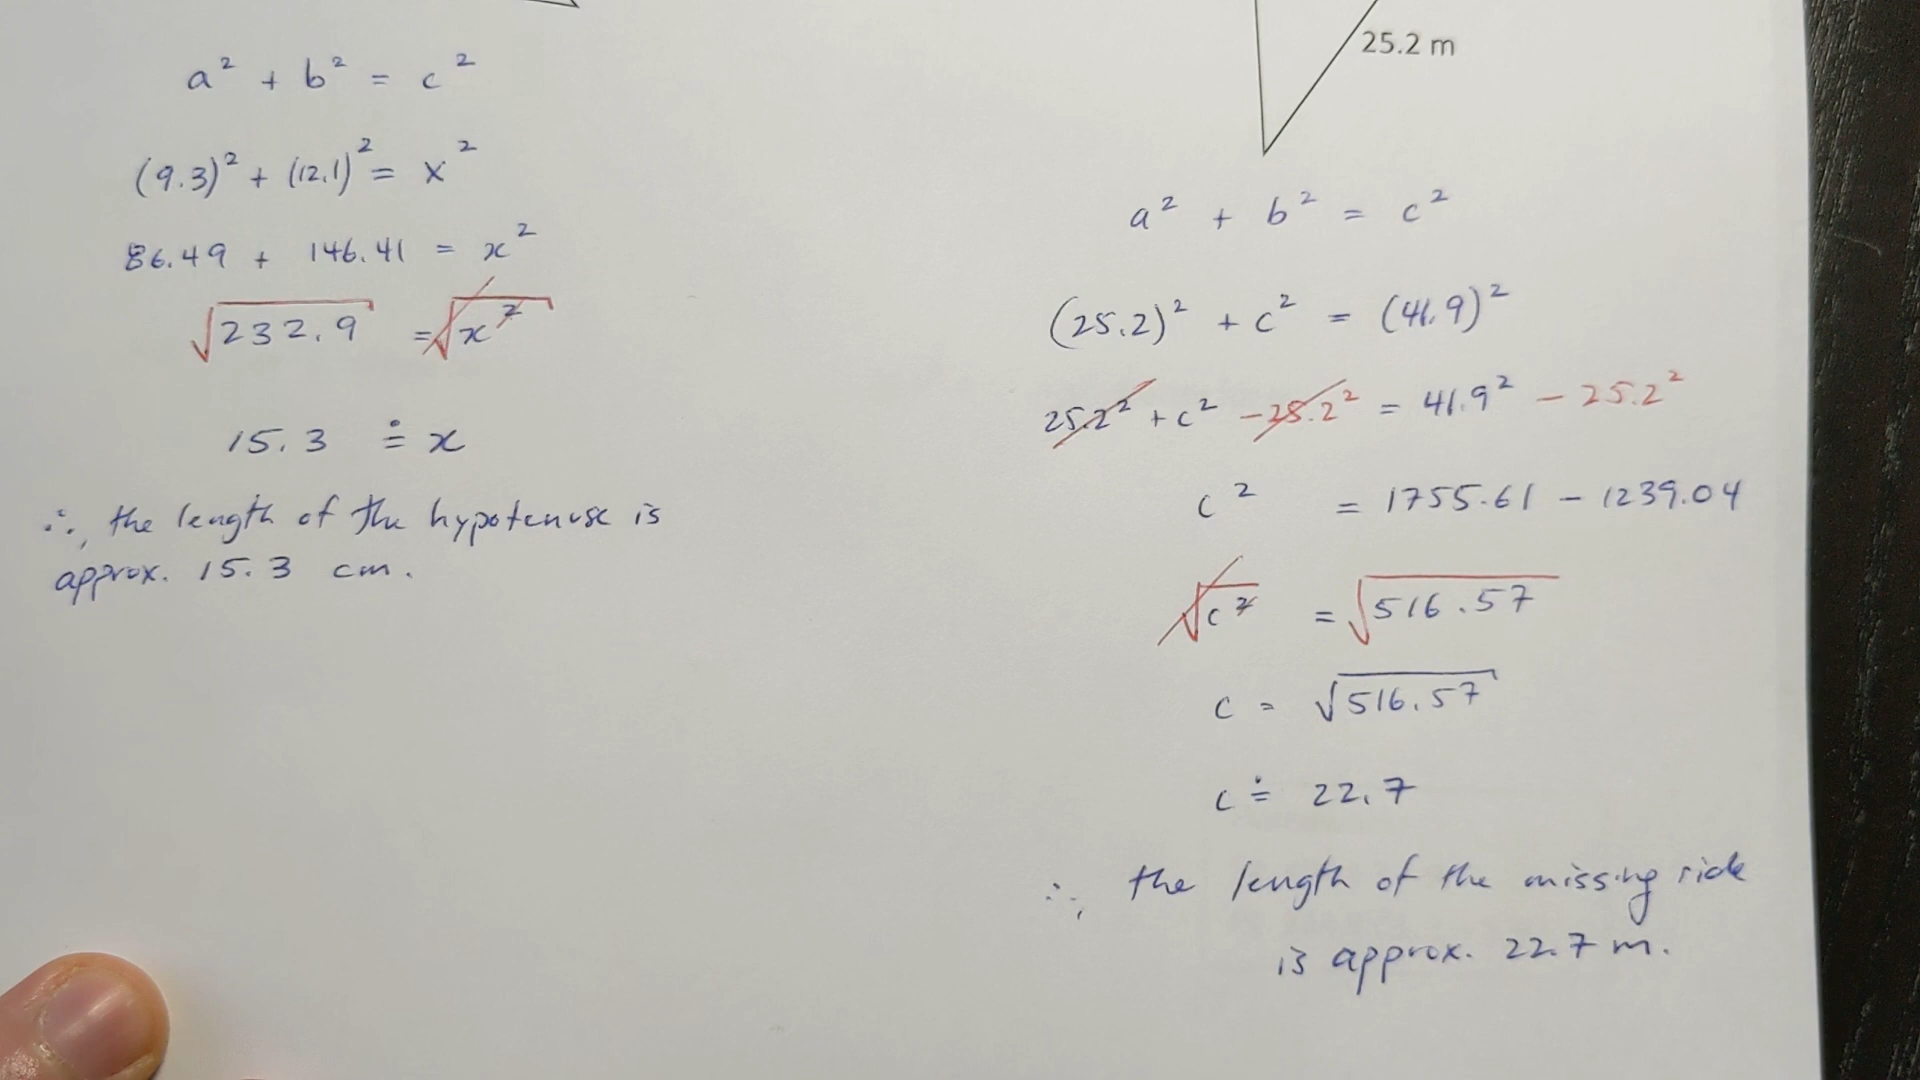 a² + b² = c²
(9.3)² + (12.1)² = x²
86.49 + 146.41 = x²
√232.9 = √x²
15.3 ≐ x
∴, the length of the hypotenuse is
approx. 15.3 cm.
25.2 m
a² + b² = c²
(25.2)² + c² = (41.9)²
25.2² + c² - 25.2² = 41.9² - 25.2²
c² = 1755.61 - 1239.04
√c² = √516.57
c = √516.57
c ≐ 22.7
∴, the length of the missing side
is approx. 22.7 m.